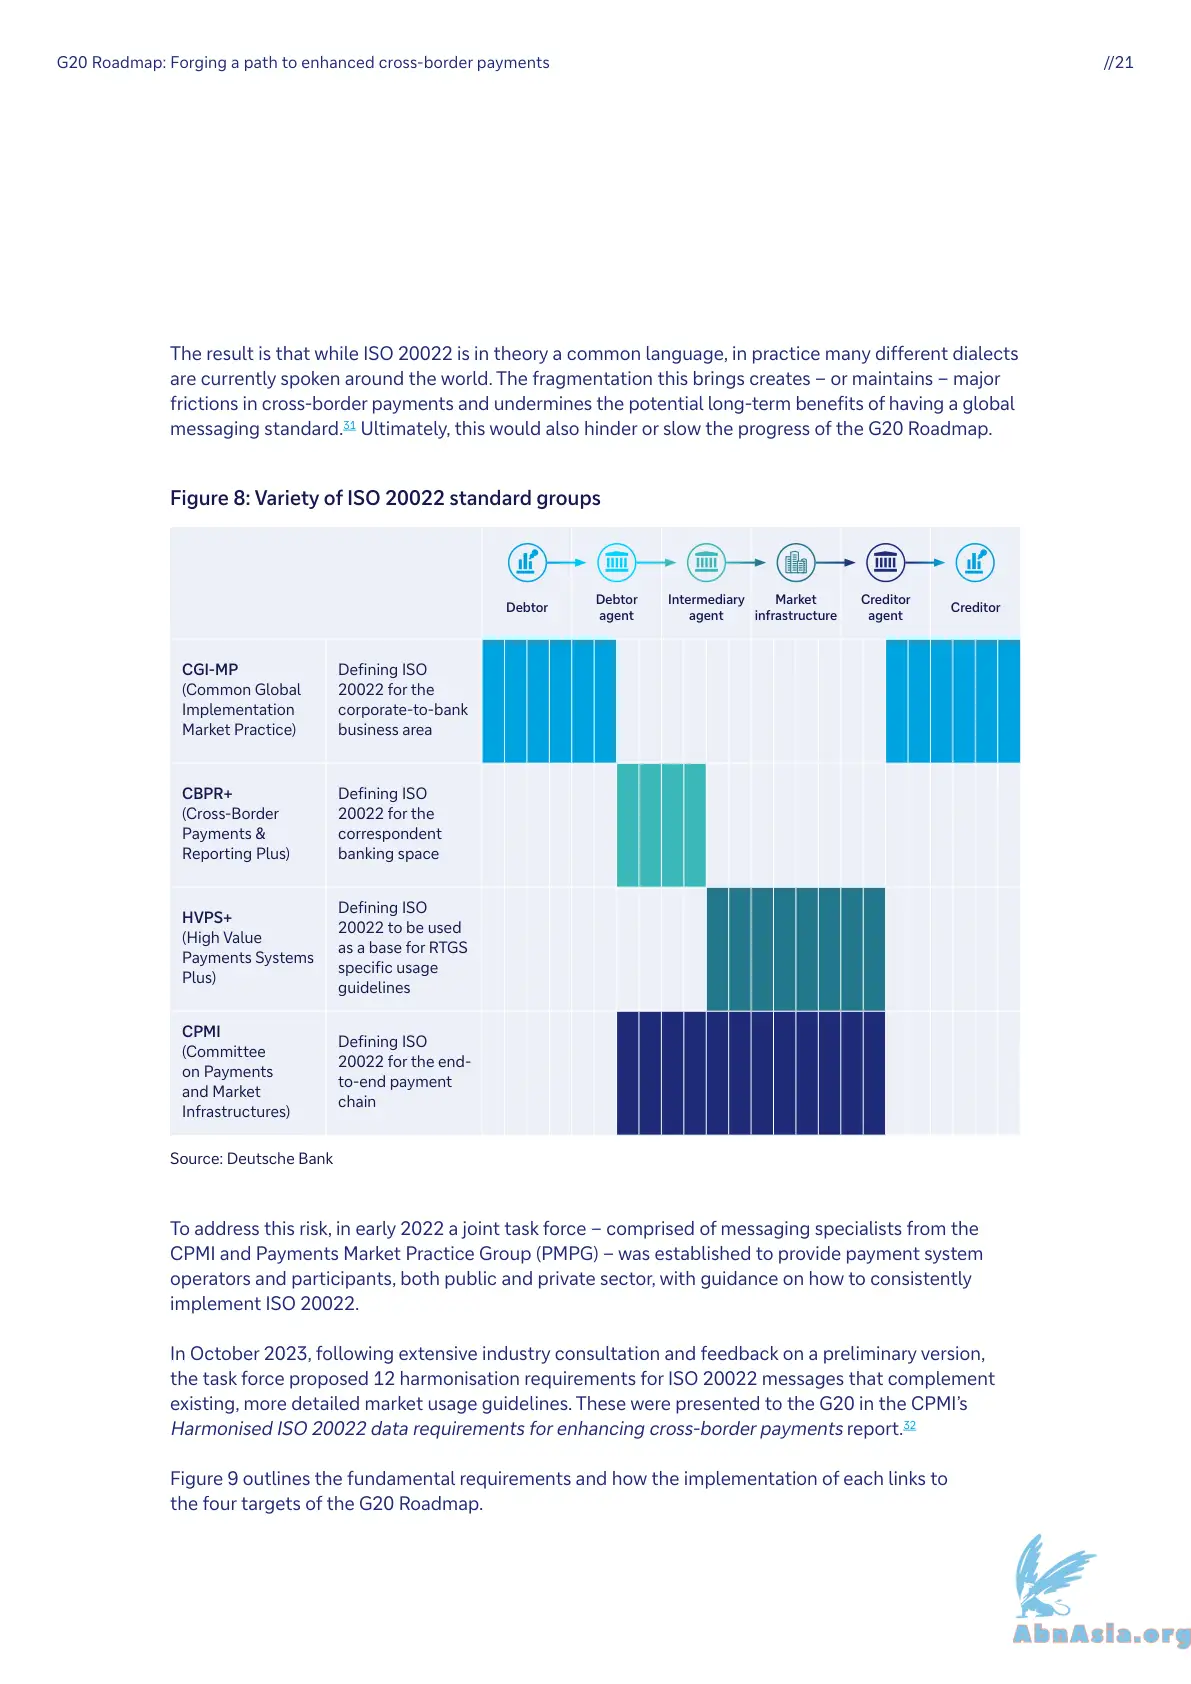 G20 Roadmap: Forging a path to enhanced cross-border payments
//21
The result is that while ISO 20022 is in theory a common language, in practice many different dialects
are currently spoken around the world. The fragmentation this brings creates – or maintains – major
frictions in cross-border payments and undermines the potential long-term benefits of having a global
messaging standard.31 Ultimately, this would also hinder or slow the progress of the G20 Roadmap.
Figure 8: Variety of ISO 20022 standard groups
Debtor
Debtor
agent
Intermediary
agent
Market
infrastructure
Creditor
agent
Creditor
CGI-MP
(Common Global
Implementation
Market Practice)
Defining ISO
20022 for the
corporate-to-bank
business area
CBPR+
(Cross-Border
Payments &
Reporting Plus)
Defining ISO
20022 for the
correspondent
banking space
HVPS+
(High Value
Payments Systems
Plus)
Defining ISO
20022 to be used
as a base for RTGS
specific usage
guidelines
CPMI
(Committee
on Payments
and Market
Infrastructures)
Defining ISO
20022 for the end-
to-end payment
chain
Source: Deutsche Bank
To address this risk, in early 2022 a joint task force – comprised of messaging specialists from the
CPMI and Payments Market Practice Group (PMPG) – was established to provide payment system
operators and participants, both public and private sector, with guidance on how to consistently
implement ISO 20022.
In October 2023, following extensive industry consultation and feedback on a preliminary version,
the task force proposed 12 harmonisation requirements for ISO 20022 messages that complement
existing, more detailed market usage guidelines. These were presented to the G20 in the CPMI's
Harmonised ISO 20022 data requirements for enhancing cross-border payments report.32
Figure 9 outlines the fundamental requirements and how the implementation of each links to
the four targets of the G20 Roadmap.
AbnAsia.org